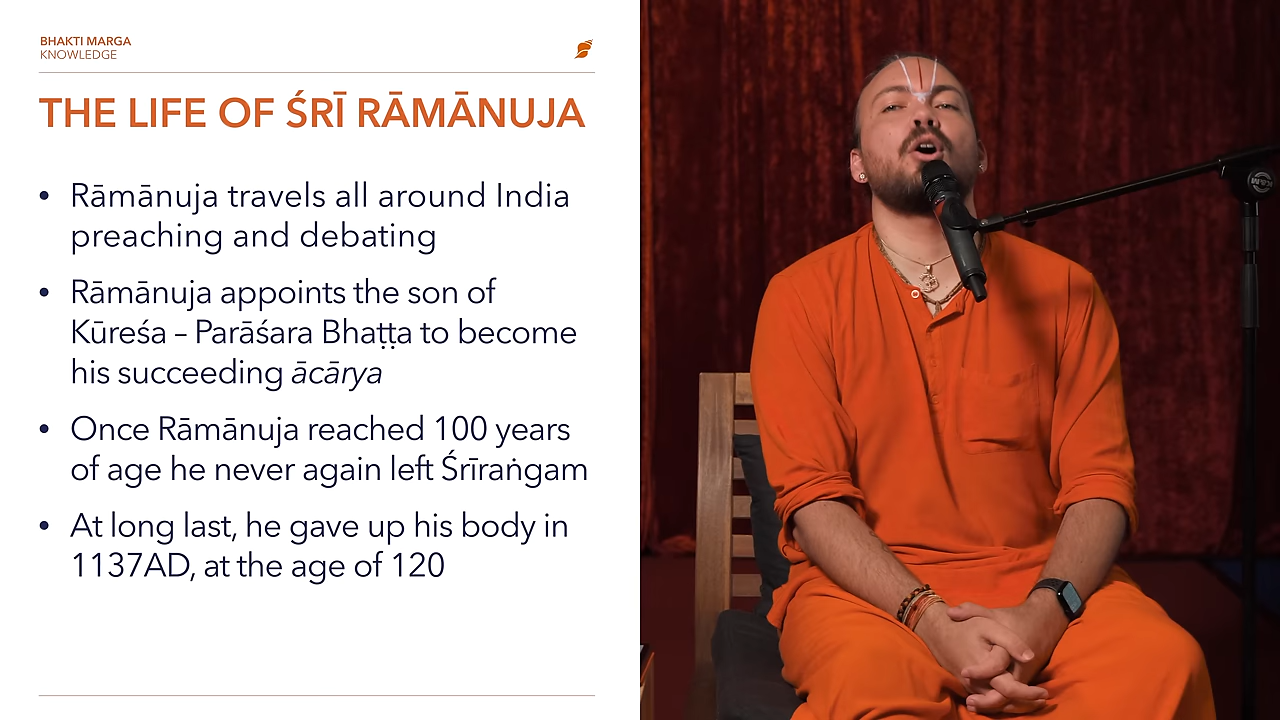 BHAKTI MARGA
KNOWLEDGE
THE LIFE OF ŚRĪ RĀMĀNUJA
• Rāmānuja travels all around India
preaching and debating
• Rāmānuja appoints the son of
Kūreśa – Parāśara Bhaṭṭa to become
his succeeding ācārya
• Once Rāmānuja reached 100 years
of age he never again left Śrīraṅgam
• At long last, he gave up his body in
1137AD, at the age of 120
K&M